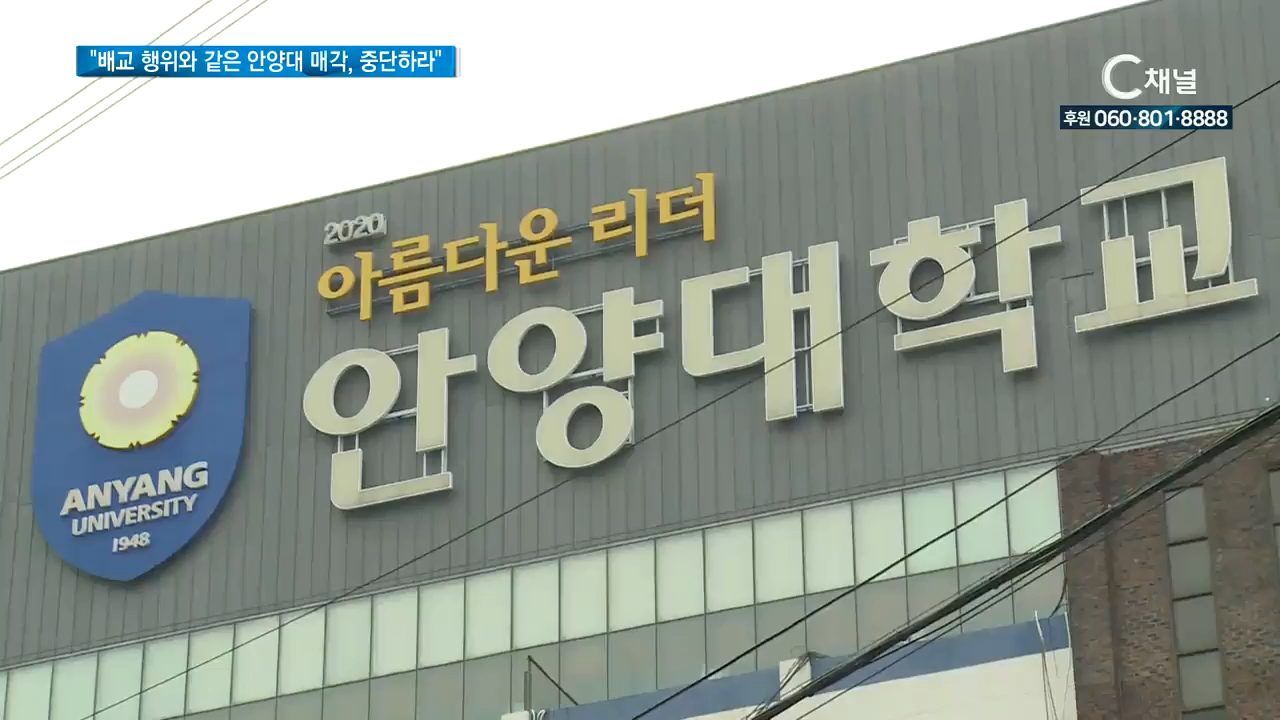 "배교 행위와 같은 안양대 매각, 중단하라"
C채널
후원 060·801·8888
2020
아름다운 리더
안양대학교
ANYANG
UNIVERSITY
1948